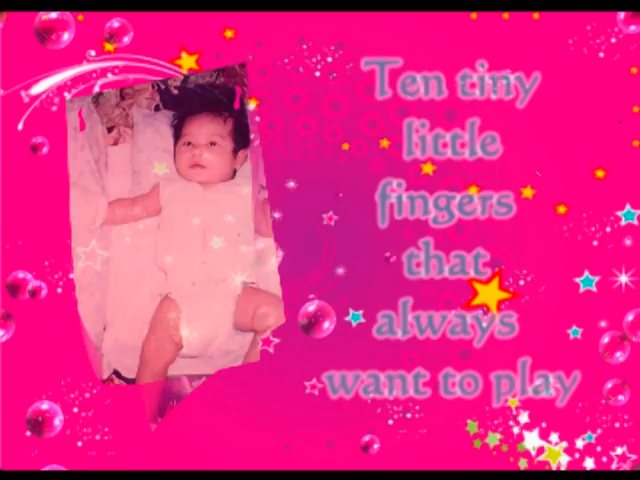 Ten tiny
little
fingers
that
always
want to play